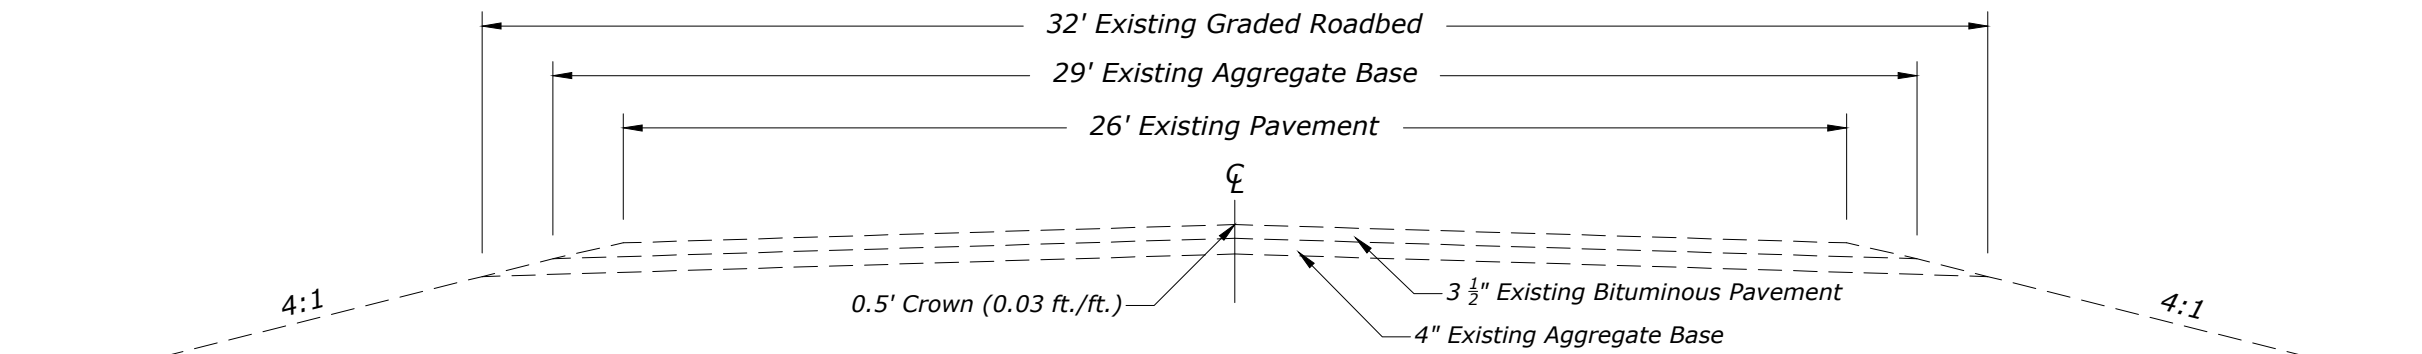 32' Existing Graded Roadbed
29' Existing Aggregate Base
26' Existing Pavement
℄
4:1
0.5' Crown (0.03 ft./ft.)
3 1/2" Existing Bituminous Pavement
4:1
4" Existing Aggregate Base